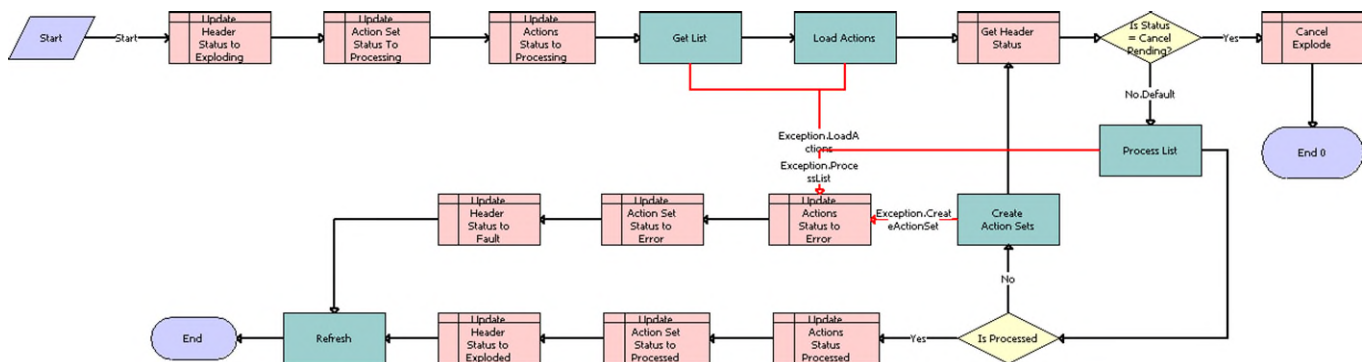 Start
Start
Update
Header
Status to
Exploding
Update
Action Set
Status To
Processing
Update
Actions
Status to
Processing
Get List
Load Actions
Get Header
Status
Is Status
= Cancel
Pending?
Yes
Cancel
Explode
No.Default
End 0
Process List
Exception.LoadA
ctions
Exception.Proce
ssList
Update
Header
Status to
Fault
Update
Action Set
Status to
Error
Update
Actions
Status to
Error
Exception.Creat
eActionSet
Create
Action Sets
No
End
Refresh
Update
Header
Status to
Exploded
Update
Action Set
Status to
Processed
Update
Actions
Status
Processed
Yes
Is Processed